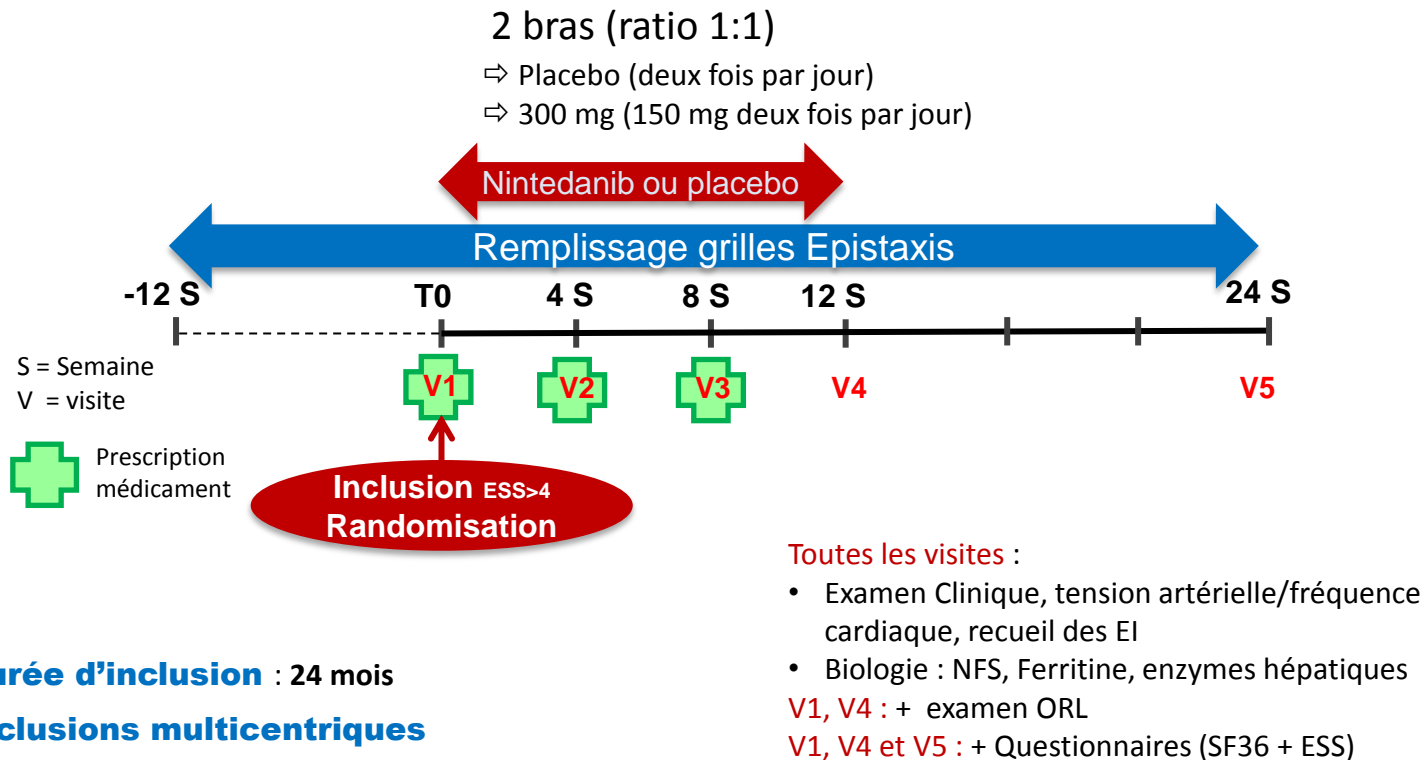 2 bras (ratio 1:1)
⇨ Placebo (deux fois par jour)
⇨ 300 mg (150 mg deux fois par jour)
Nintedanib ou placebo
Remplissage grilles Epistaxis
-12 S T0 4 S 8 S 12 S 24 S
S = Semaine
V = visite
V1 V2 V3 V4 V5
Prescription
médicament
Inclusion ESS>4
Randomisation
Toutes les visites :
• Examen Clinique, tension artérielle/fréquence
cardiaque, recueil des EI
• Biologie : NFS, Ferritine, enzymes hépatiques
V1, V4 : + examen ORL
V1, V4 et V5 : + Questionnaires (SF36 + ESS)
urée d’inclusion : 24 mois
clusions multicentriques